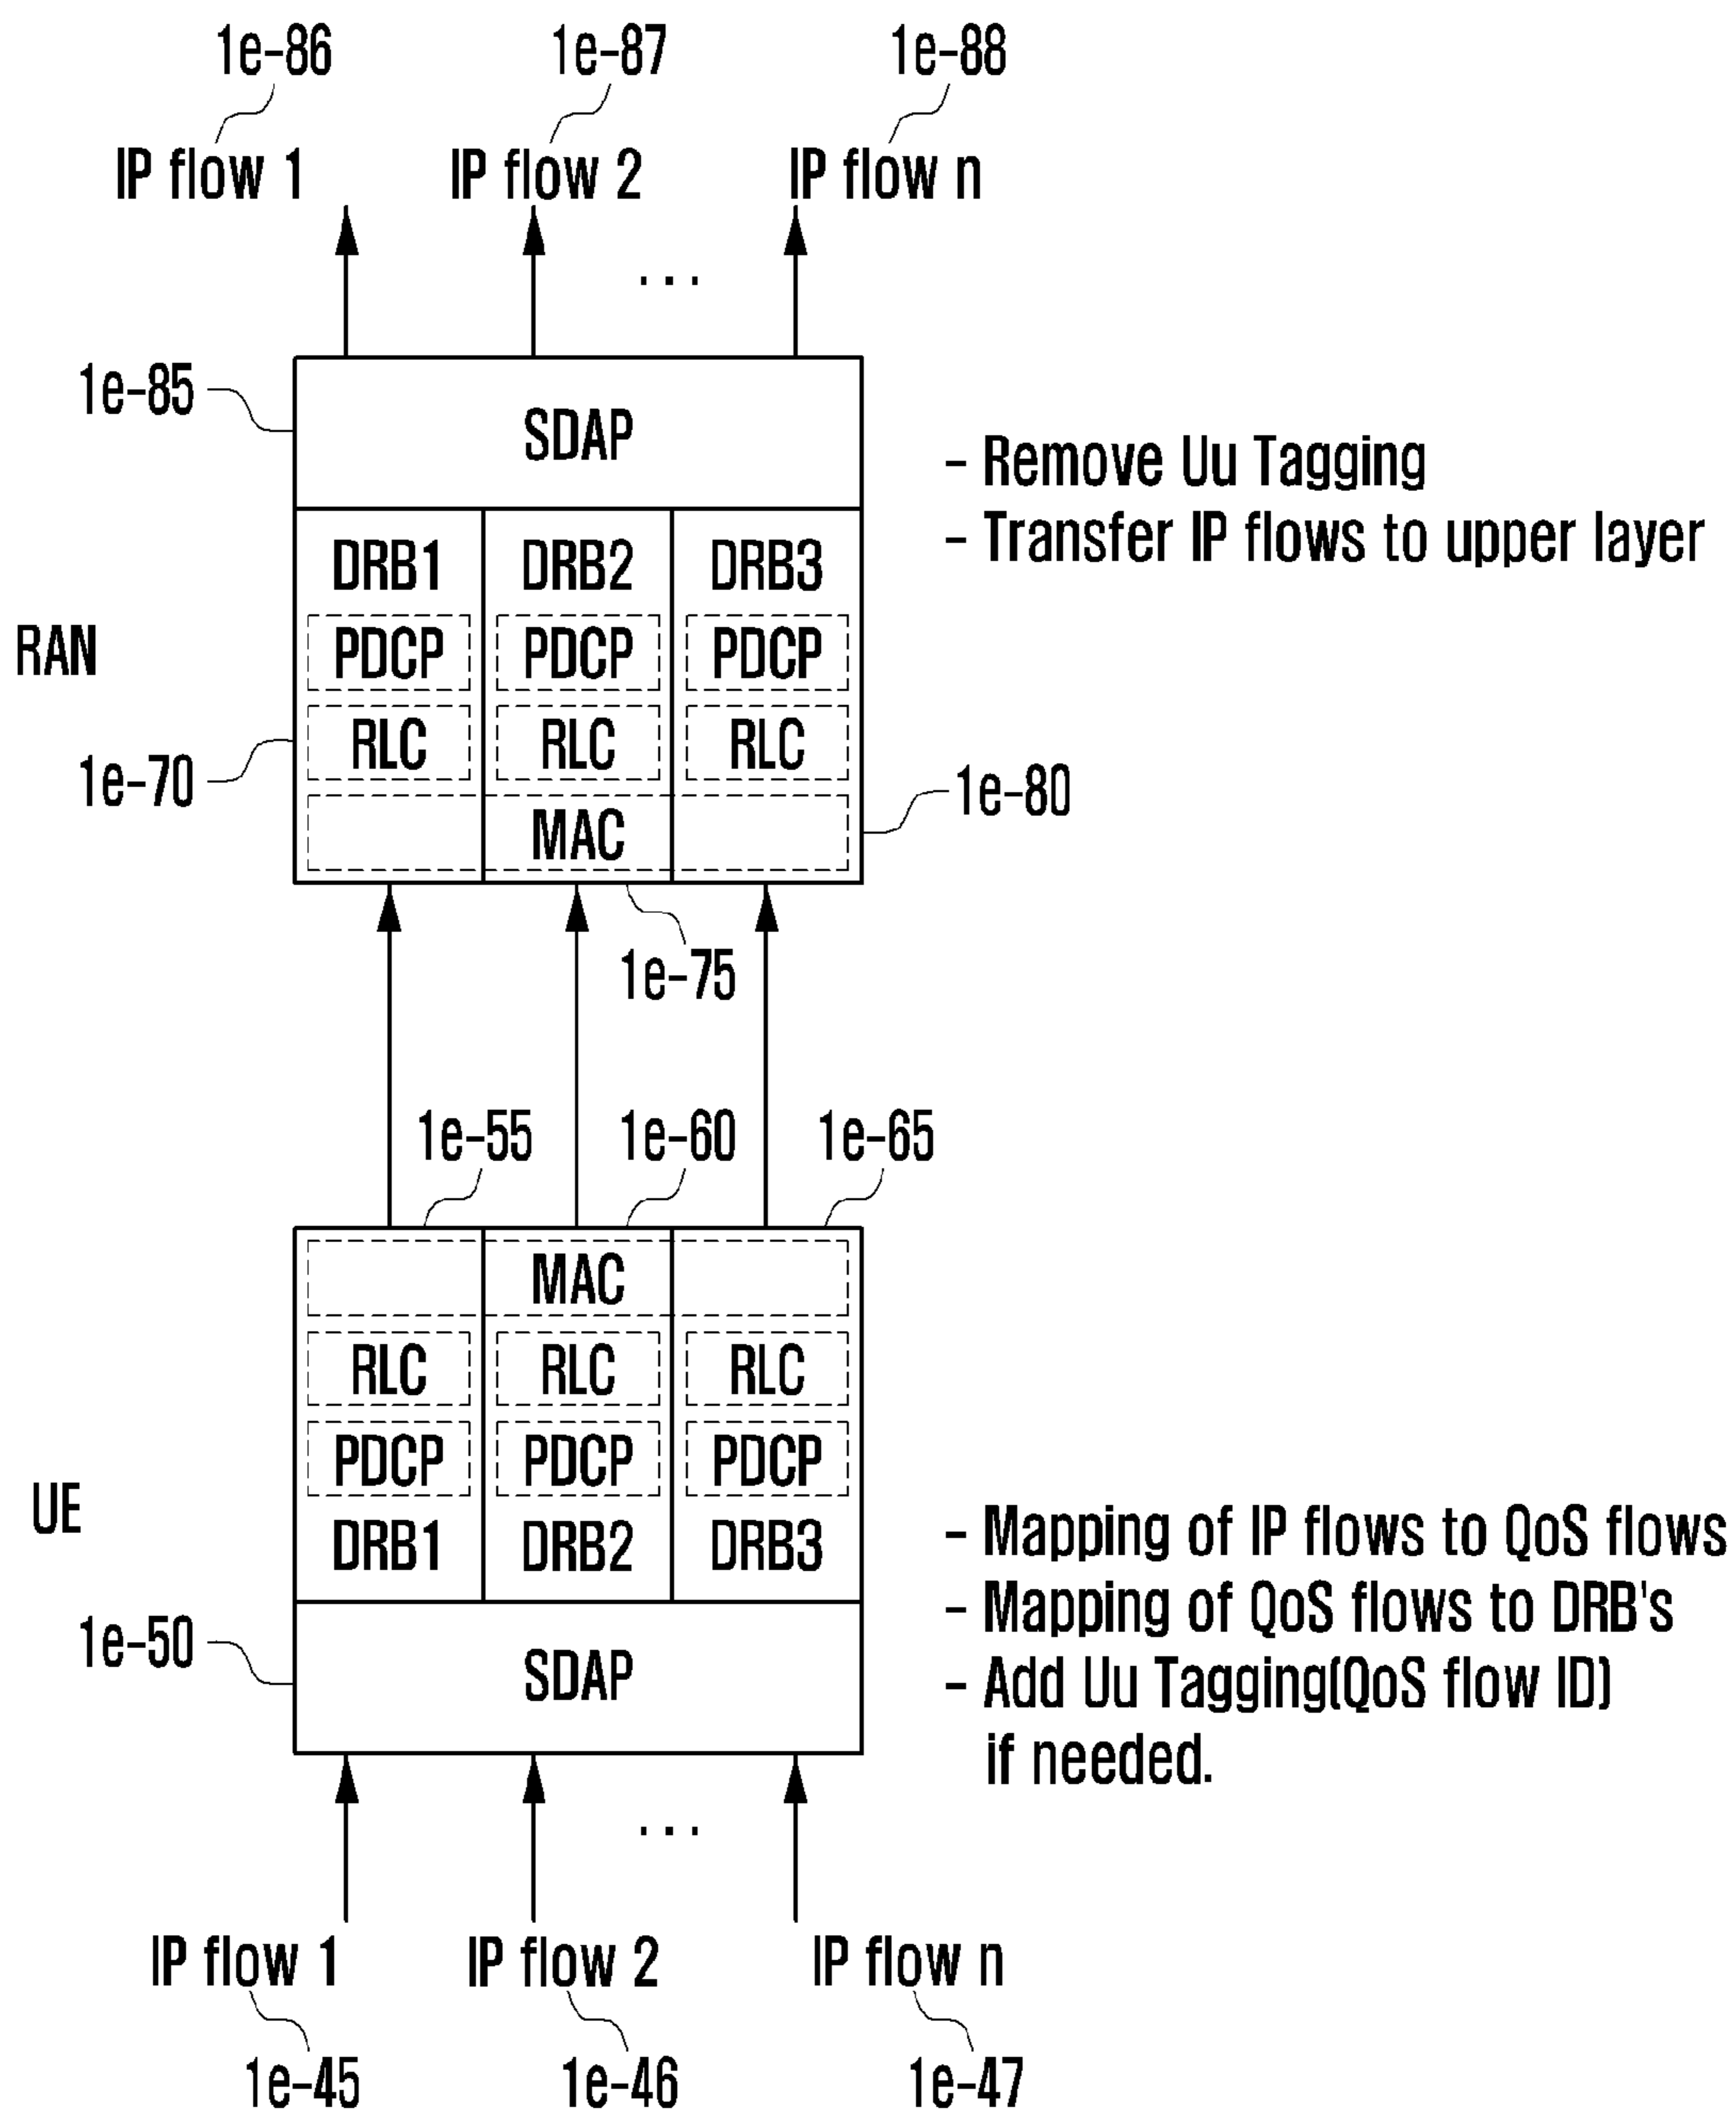 1e-86 1e-87 1e-88
IP flow 1 IP flow 2 IP flow n
...
1e-85
SDAP
- Remove Uu Tagging
- Transfer IP flows to upper layer
DRB1 DRB2 DRB3
RAN
PDCP PDCP PDCP
RLC RLC RLC
1e-70
1e-80
MAC
1e-75
1e-55 1e-60 1e-65
MAC
RLC RLC RLC
PDCP PDCP PDCP
UE
DRB1 DRB2 DRB3
- Mapping of IP flows to QoS flows
- Mapping of QoS flows to DRB's
- Add Uu Tagging(QoS flow ID)
if needed.
1e-50
SDAP
...
IP flow 1 IP flow 2 IP flow n
1e-45 1e-46 1e-47